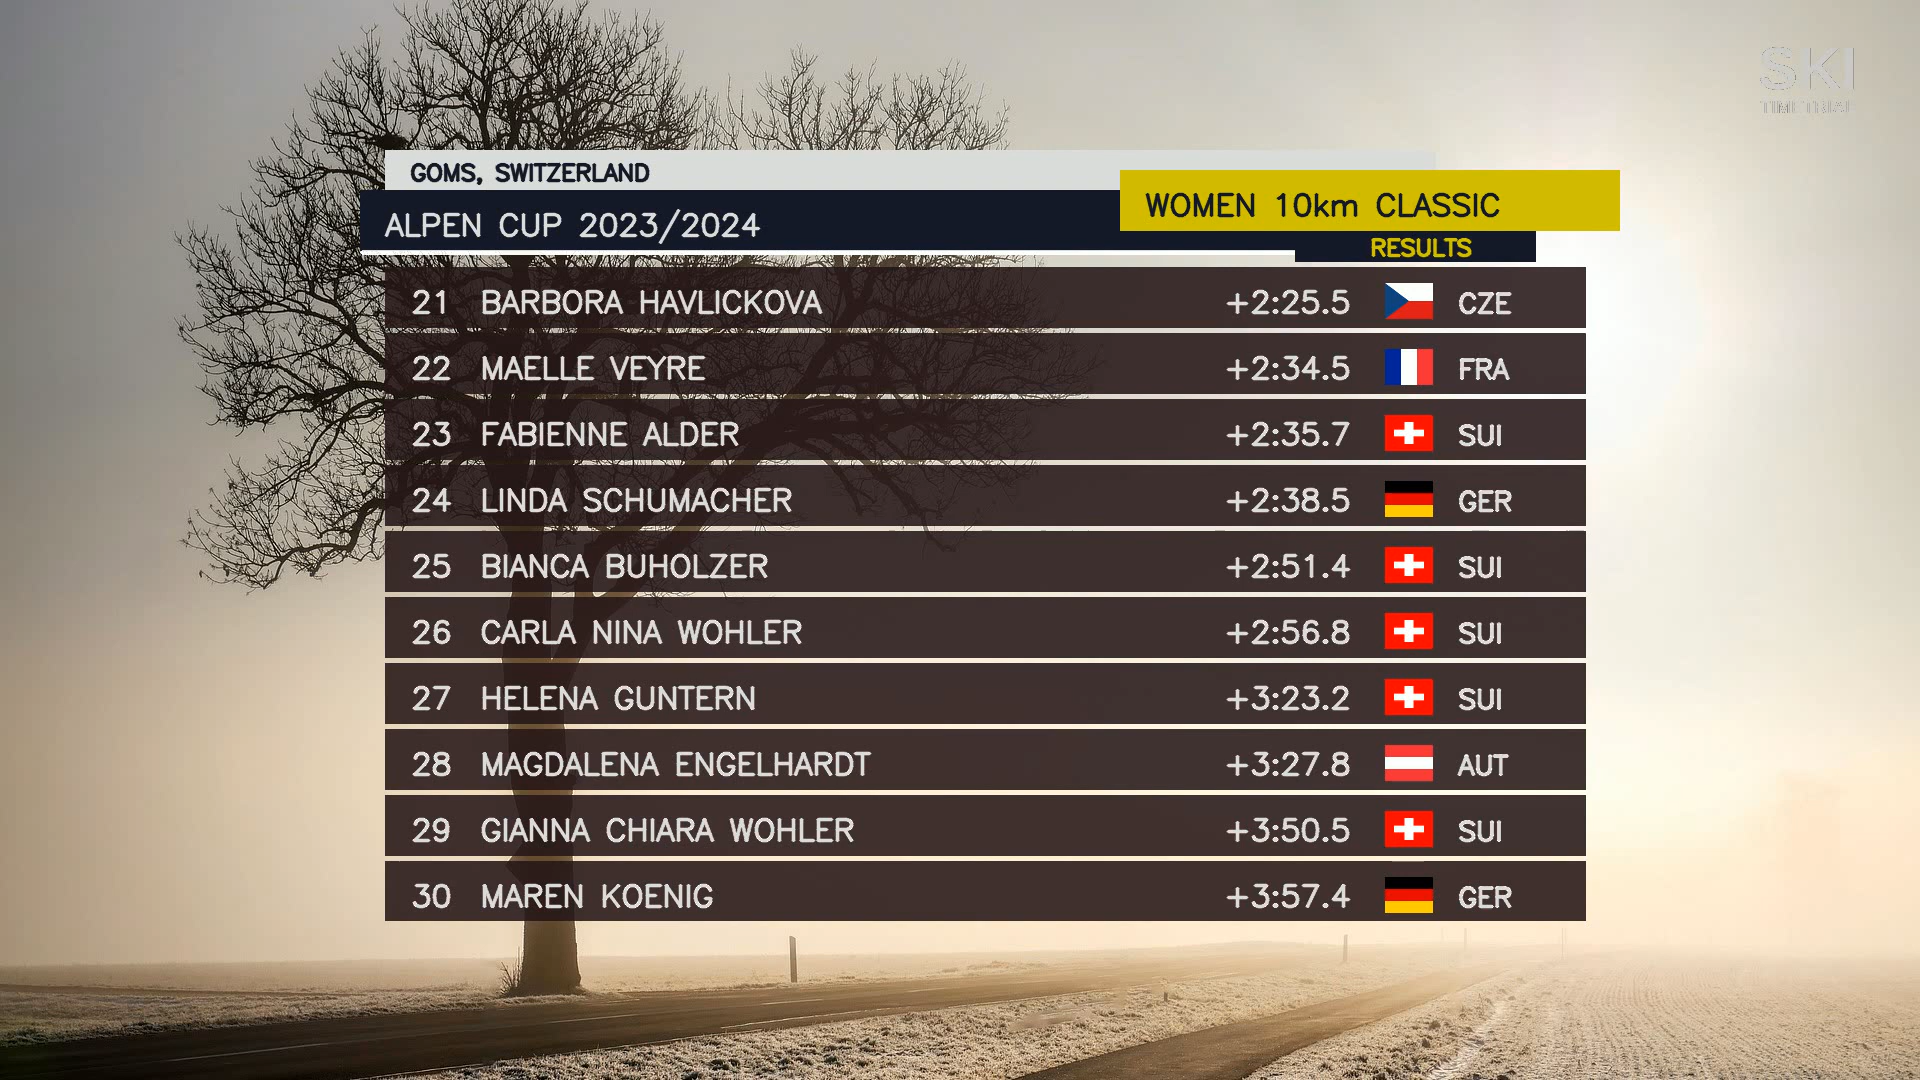 SKI
TIME TRIAL
GOMS, SWITZERLAND
ALPEN CUP 2023/2024
WOMEN 10km CLASSIC
RESULTS
21 BARBORA HAVLICKOVA +2:25.5 CZE
22 MAELLE VEYRE +2:34.5 FRA
23 FABIENNE ALDER +2:35.7 SUI
24 LINDA SCHUMACHER +2:38.5 GER
25 BIANCA BUHOLZER +2:51.4 SUI
26 CARLA NINA WOHLER +2:56.8 SUI
27 HELENA GUNTERN +3:23.2 SUI
28 MAGDALENA ENGELHARDT +3:27.8 AUT
29 GIANNA CHIARA WOHLER +3:50.5 SUI
30 MAREN KOENIG +3:57.4 GER